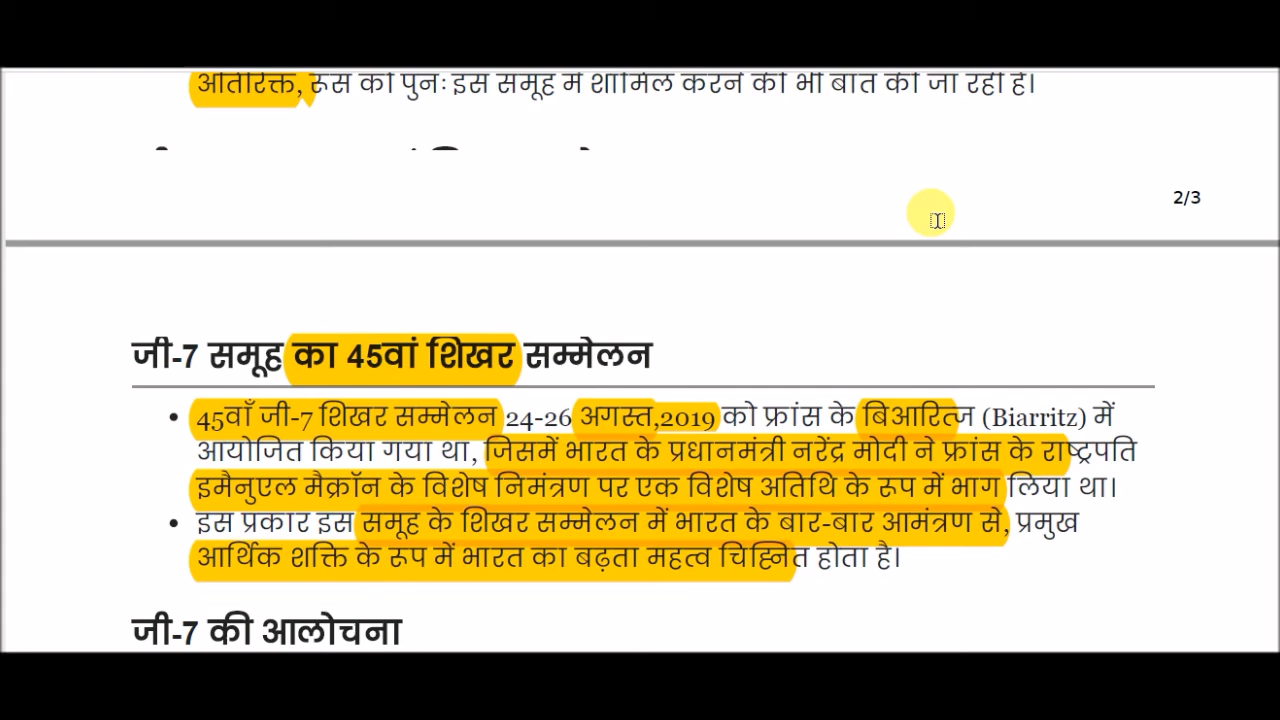 अतिरिक्त, रूस को पुनः इस समूह में शामिल करने की भी बात की जा रही है।
2/3
जी-7 समूह का 45वां शिखर सम्मेलन
• 45वाँ जी-7 शिखर सम्मेलन 24-26 अगस्त,2019 को फ्रांस के बिआरित्ज (Biarritz) में
आयोजित किया गया था, जिसमें भारत के प्रधानमंत्री नरेंद्र मोदी ने फ्रांस के राष्ट्रपति
इमैनुएल मैक्रॉन के विशेष निमंत्रण पर एक विशेष अतिथि के रूप में भाग लिया था।
• इस प्रकार इस समूह के शिखर सम्मेलन में भारत के बार-बार आमंत्रण से, प्रमुख
आर्थिक शक्ति के रूप में भारत का बढ़ता महत्व चिह्नित होता है।
जी-7 की आलोचना